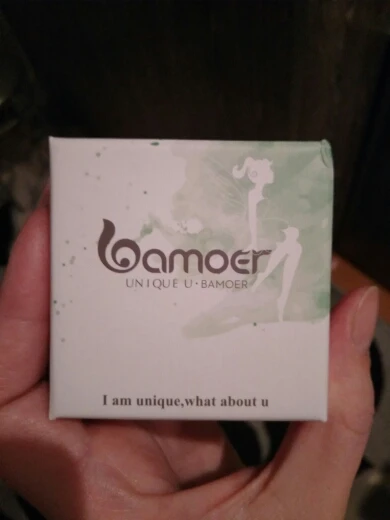 bamoer
UNIQUE U·BAMOER
I am unique,what about u